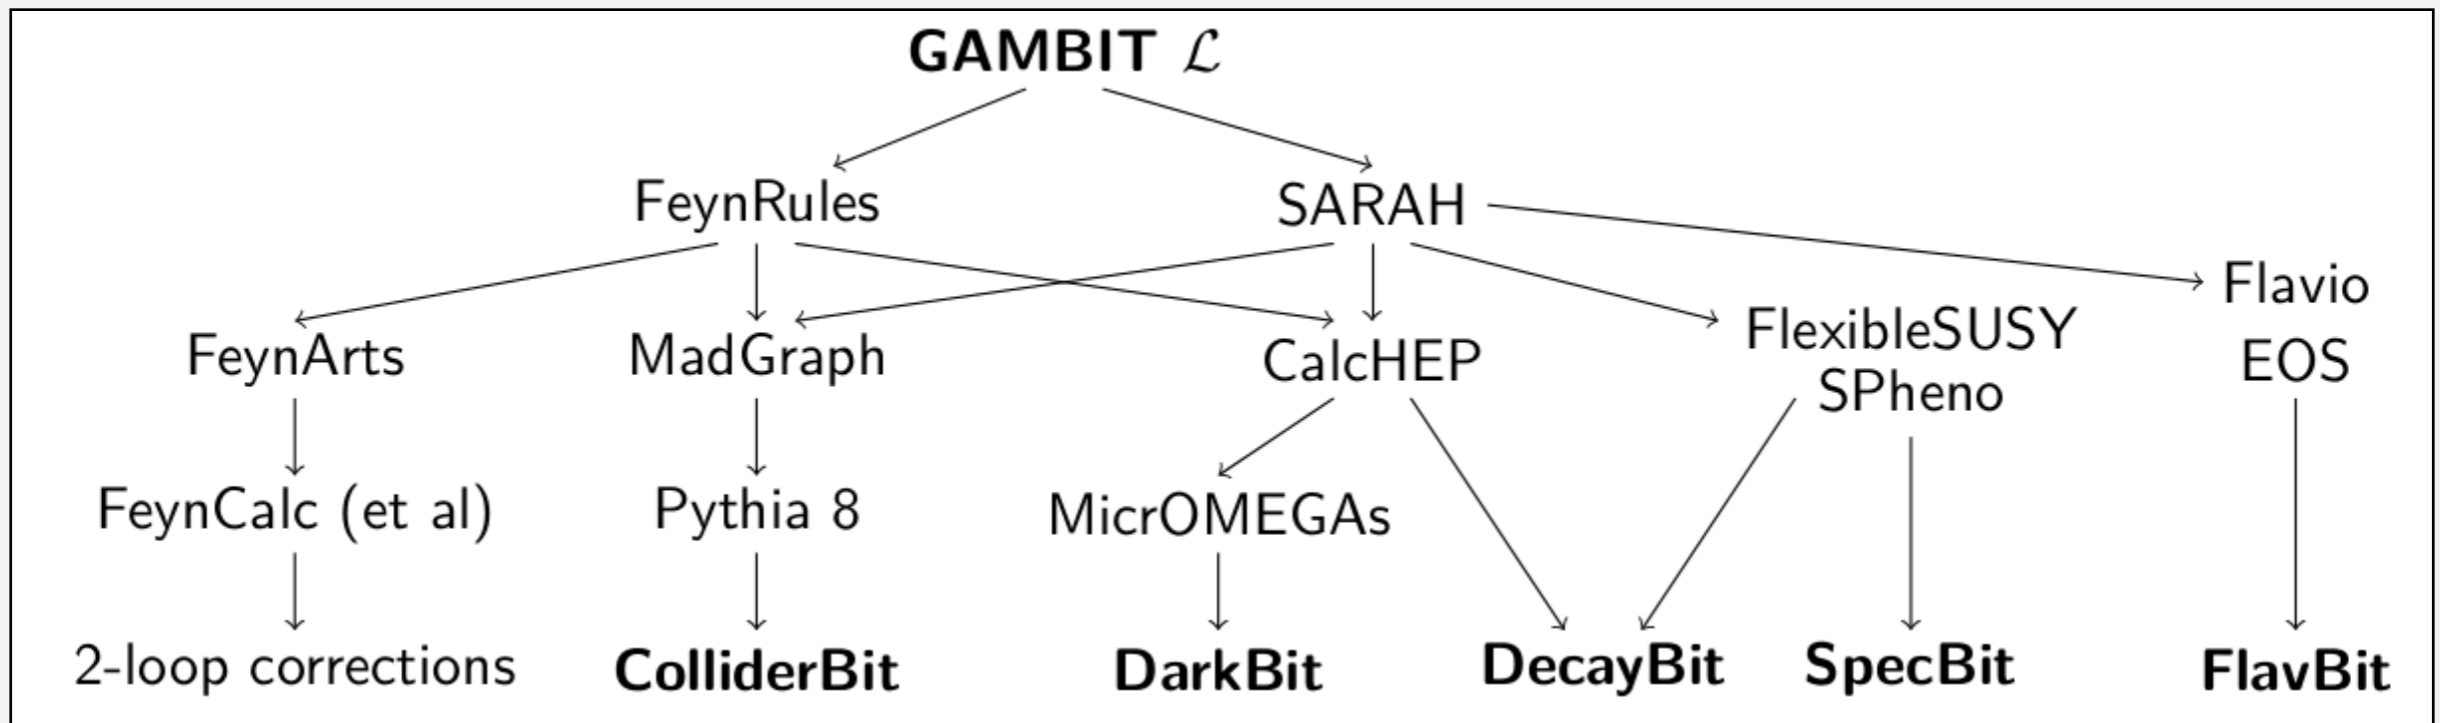 GAMBIT ℒ
FeynRules
SARAH
Flavio
EOS
FeynArts
MadGraph
CalcHEP
FlexibleSUSY
SPheno
FeynCalc (et al)
Pythia 8
MicrOMEGAs
2-loop corrections
ColliderBit
DarkBit
DecayBit
SpecBit
FlavBit